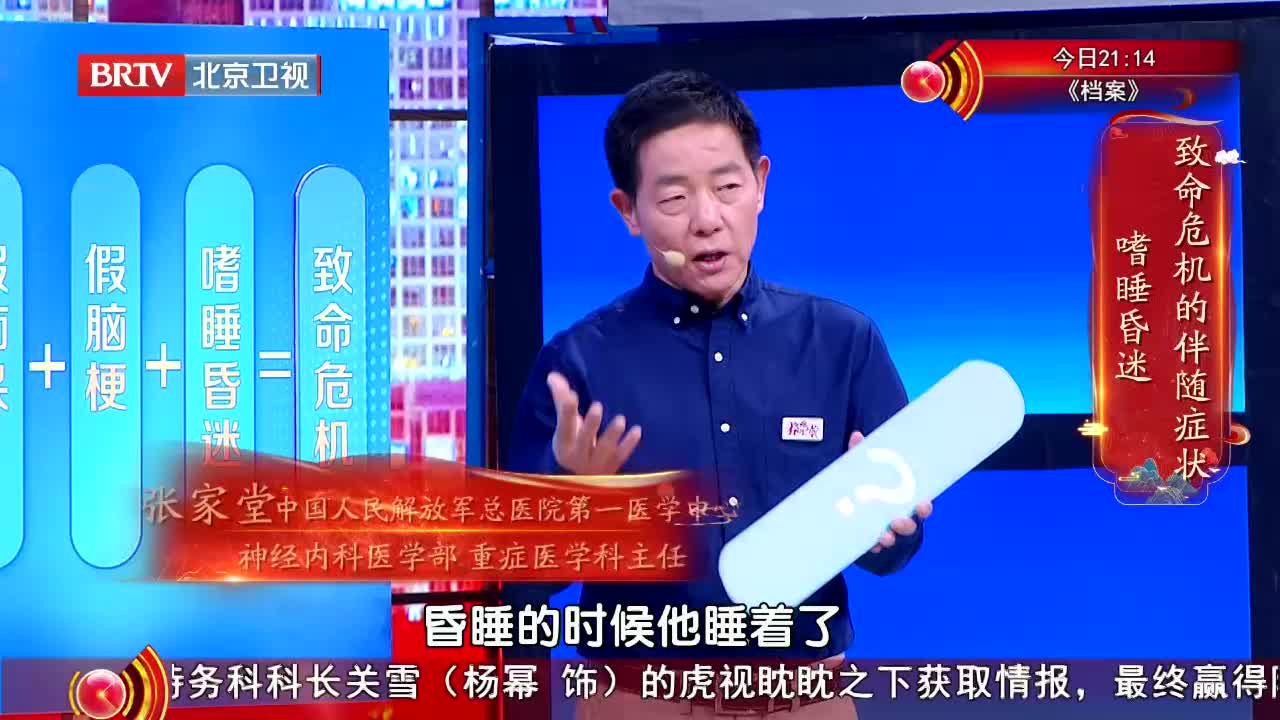 BRTV 北京卫视
今日21:14
《档案》
致命危机的伴随症状
嗜睡昏迷
假脑梗
+
嗜睡昏迷
=
致命危机
+
?
张家堂 中国人民解放军总医院第一医学中心
神经内科医学部 重症医学科主任
昏睡的时候他睡着了
务科科长关雪（杨幂 饰）的虎视眈眈之下获取情报，最终赢得